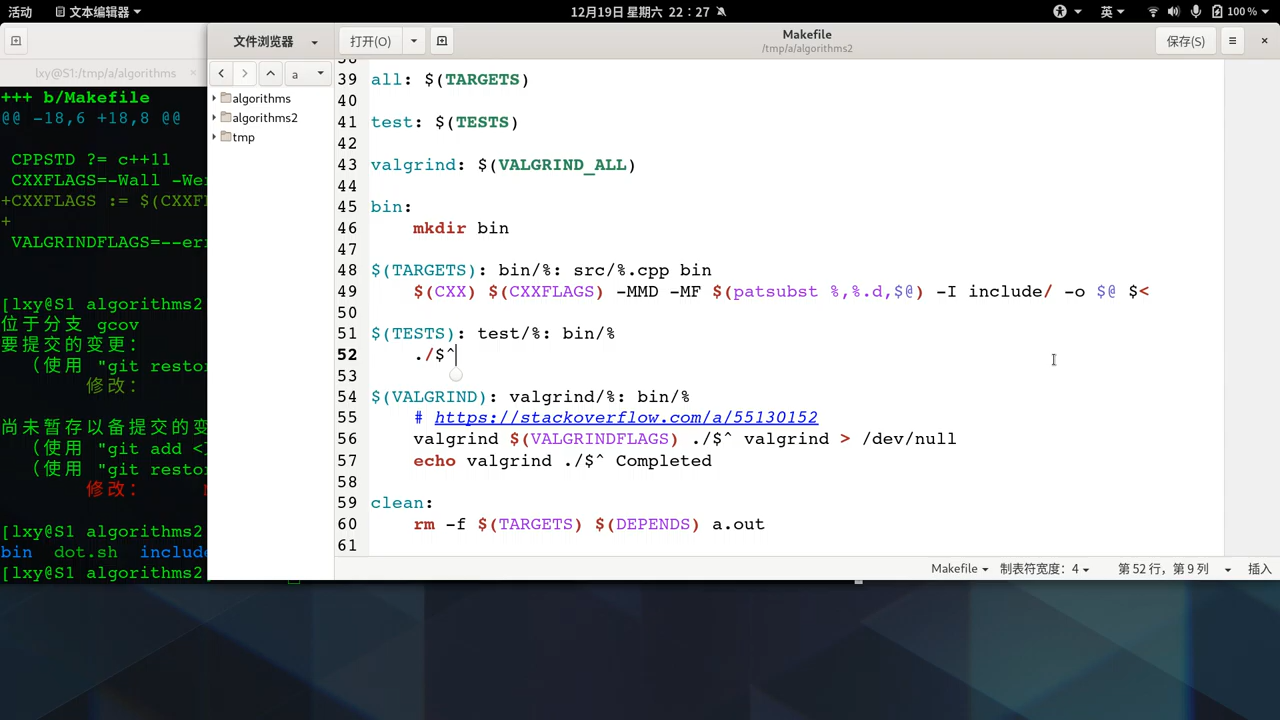 活动
文本编辑器
12月19日 星期六 22：27
英
100 %
lxy@S1:/tmp/a/algorithms
+++ b/Makefile
@@ -18,6 +18,8 @@
CPPSTD ?= c++11
CXXFLAGS=-Wall -We
+CXXFLAGS := $(CXXF
+
VALGRINDFLAGS=--er
[lxy@S1 algorithms2
位于分支 gcov
要提交的变更：
（使用 "git restor
修改：
尚未暂存以备提交的变
（使用 "git add <
（使用 "git restor
修改：
[lxy@S1 algorithms2
bin dot.sh include
[lxy@S1 algorithms2
文件浏览器
打开(O)
Makefile
/tmp/a/algorithms2
保存(S)
a
algorithms
algorithms2
tmp
39 all: $(TARGETS)
40
41 test: $(TESTS)
42
43 valgrind: $(VALGRIND_ALL)
44
45 bin:
46 mkdir bin
47
48 $(TARGETS): bin/%: src/%.cpp bin
49 $(CXX) $(CXXFLAGS) -MMD -MF $(patsubst %,%.d,$@) -I include/ -o $@ $<
50
51 $(TESTS): test/%: bin/%
52 ./$^
53
54 $(VALGRIND): valgrind/%: bin/%
55 # https://stackoverflow.com/a/55130152
56 valgrind $(VALGRINDFLAGS) ./$^ valgrind > /dev/null
57 echo valgrind ./$^ Completed
58
59 clean:
60 rm -f $(TARGETS) $(DEPENDS) a.out
61
Makefile
制表符宽度：4
第 52 行，第 9 列
插入